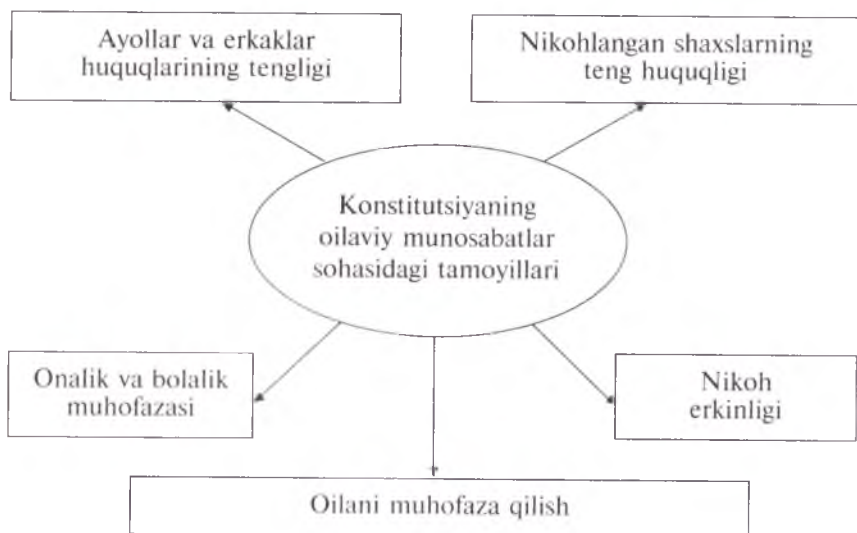 Ayollar va erkaklar
huquqlarining tengligi
Nikohlangan shaxslarning
teng huquqligi
Konstitutsiyaning
oilaviy munosabatlar
sohasidagi tamoyillari
Onalik va bolalik
muhofazasi
Nikoh
erkinligi
Oilani muhofaza qilish